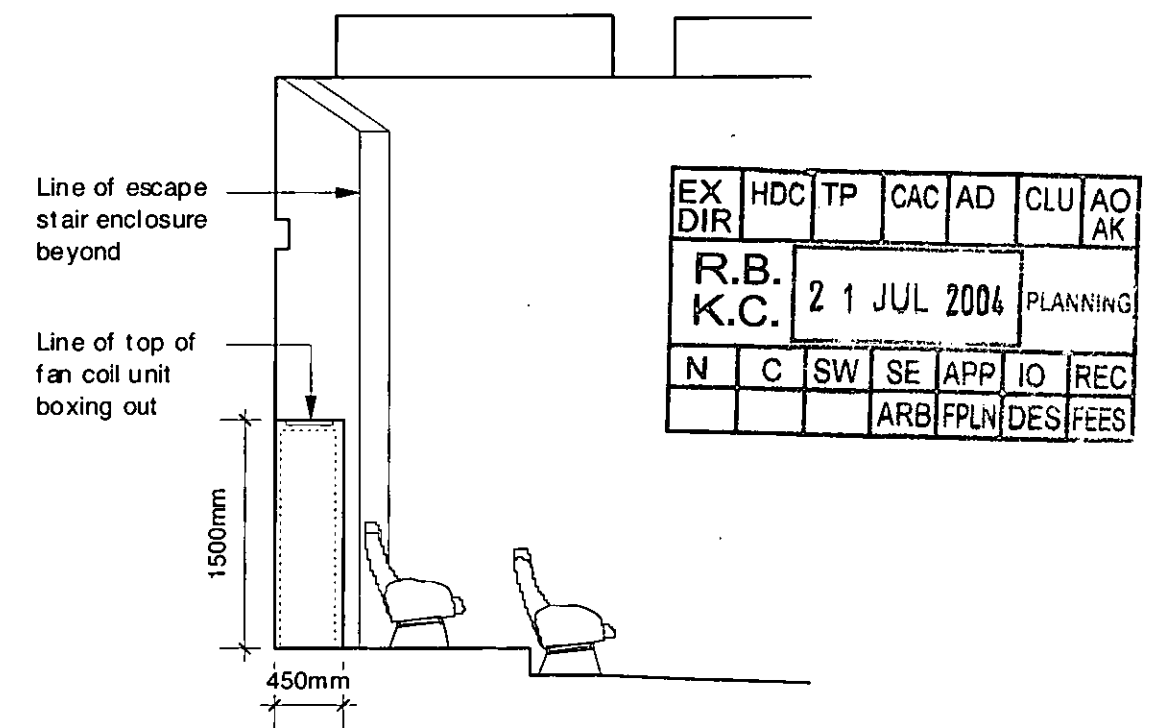 Line of escape
stair enclosure
beyond
Line of top of
fan coil unit
boxing out
1500mm
450mm
EX DIR HDC TP CAC AD CLU AO AK
R.B.
K.C.
21 JUL 2004
PLANNING
N C SW SE APP IO REC
ARB FPLN DES FEES